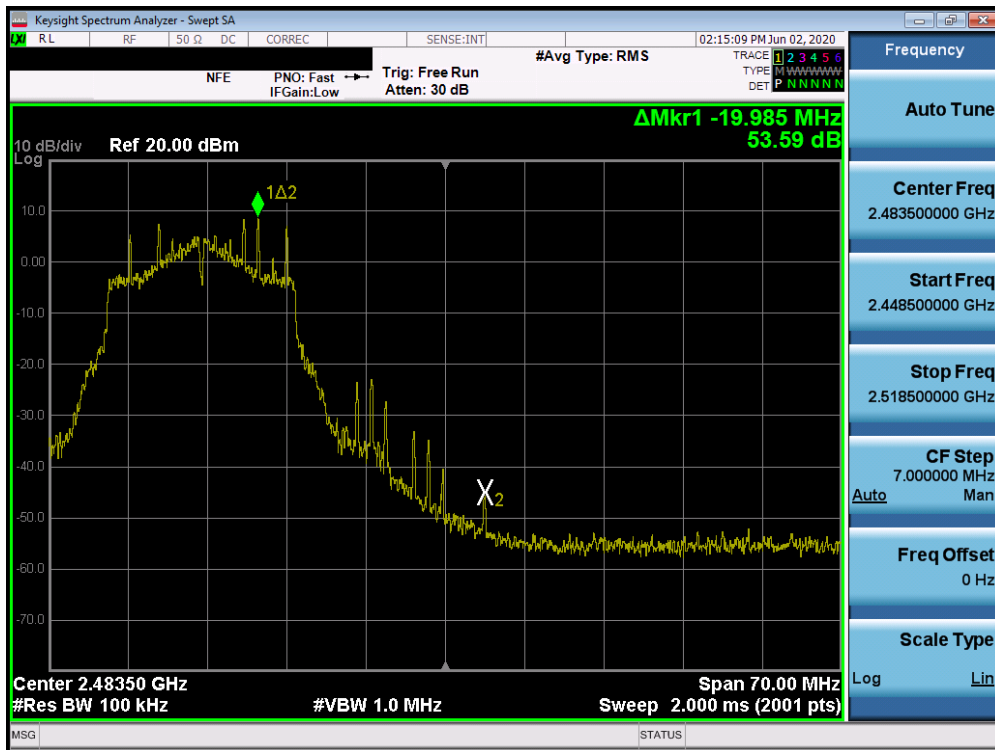 Keysight Spectrum Analyzer - Swept SA
LXI RL RF 50 Ω DC CORREC SENSE:INT 02:15:09 PM Jun 02, 2020
#Avg Type: RMS TRACE 1 2 3 4 5 6
NFE PNO: Fast Trig: Free Run TYPE M WWWWW
IFGain:Low Atten: 30 dB DET P N N N N N
ΔMkr1 -19.985 MHz
53.59 dB
10 dB/div Ref 20.00 dBm
Log
1Δ2
10.0
0.00
-10.0
-20.0
-30.0
-40.0
X2
-50.0
-60.0
-70.0
Center 2.48350 GHz Span 70.00 MHz
#Res BW 100 kHz #VBW 1.0 MHz Sweep 2.000 ms (2001 pts)
MSG STATUS
Frequency
Auto Tune
Center Freq
2.483500000 GHz
Start Freq
2.448500000 GHz
Stop Freq
2.518500000 GHz
CF Step
7.000000 MHz
Auto Man
Freq Offset
0 Hz
Scale Type
Log Lin